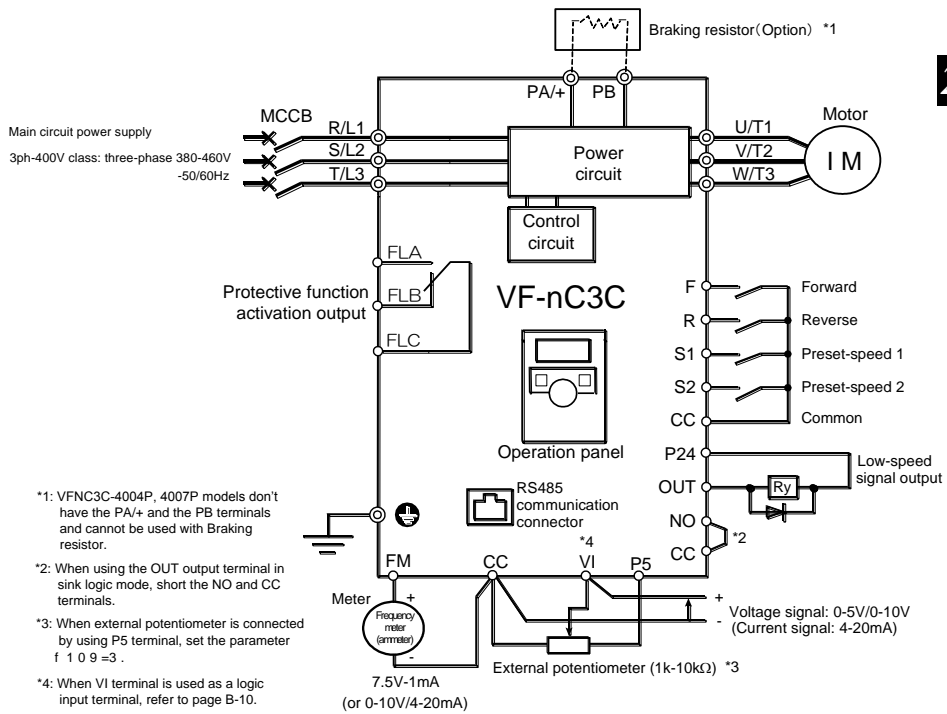 Braking resistor(Option) *1
PA/+ PB
MCCB
Motor
Main circuit power supply
R/L1
U/T1
3ph-400V class: three-phase 380-460V
S/L2
Power
circuit
V/T2
I M
-50/60Hz
T/L3
W/T3
Control
circuit
FLA
Protective function
activation output
FLB
FLC
VF-nC3C
F
Forward
R
Reverse
S1
Preset-speed 1
S2
Preset-speed 2
CC
Common
Operation panel
P24
Low-speed
signal output
OUT
Ry
RS485
communication
connector
NO
*2
CC
*1: VFNC3C-4004P, 4007P models don't
have the PA/+ and the PB terminals
and cannot be used with Braking
resistor.
*2: When using the OUT output terminal in
sink logic mode, short the NO and CC
terminals.
*3: When external potentiometer is connected
by using P5 terminal, set the parameter
f 1 0 9 =3 .
*4: When VI terminal is used as a logic
input terminal, refer to page B-10.
*4
FM
CC
VI
P5
Meter
+
Frequency
meter
(ammeter)
-
+
-
Voltage signal: 0-5V/0-10V
(Current signal: 4-20mA)
External potentiometer (1k-10kΩ) *3
7.5V-1mA
(or 0-10V/4-20mA)